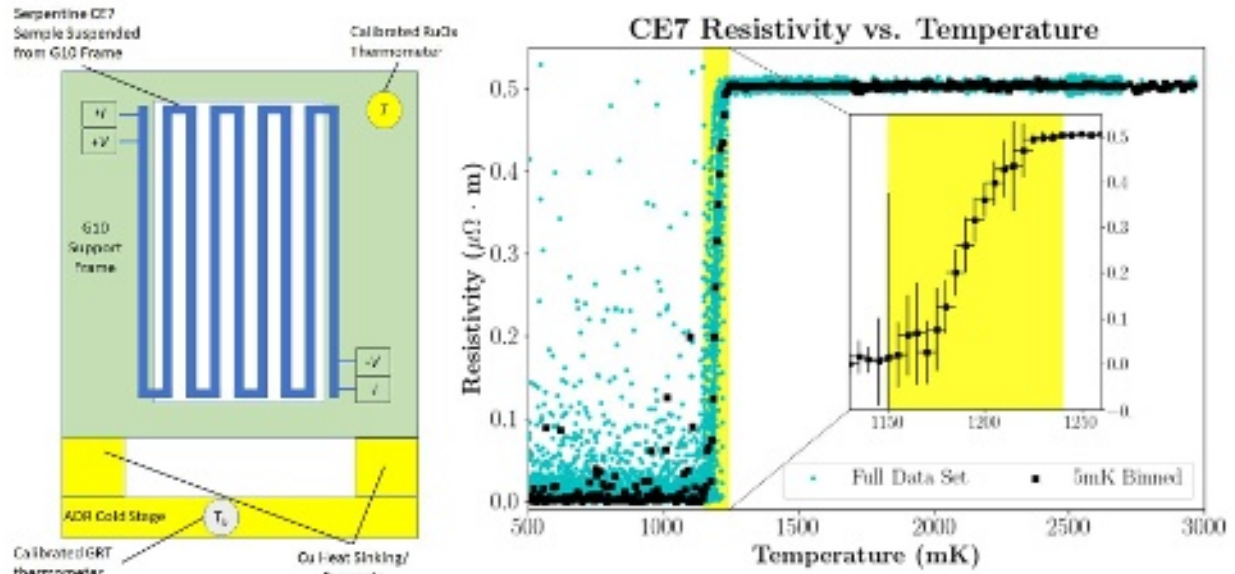 Serpentine CE7
Sample Suspended
from G10 Frame
Calibrated RuOx
Thermometer
T
+I
+V
G10
Support
Frame
-V
-I
ADR Cold Stage
Calibrated GRT
thermometer
Cu Heat Sinking/
CE7 Resistivity vs. Temperature
Resistivity (μΩ · m)
0.5
0.4
0.3
0.2
0.1
0.0
500
1000
1500
2000
2500
3000
Temperature (mK)
0.5
0.4
0.3
0.2
0.1
0.0
1150
1200
1250
Full Data Set
5mK Binned